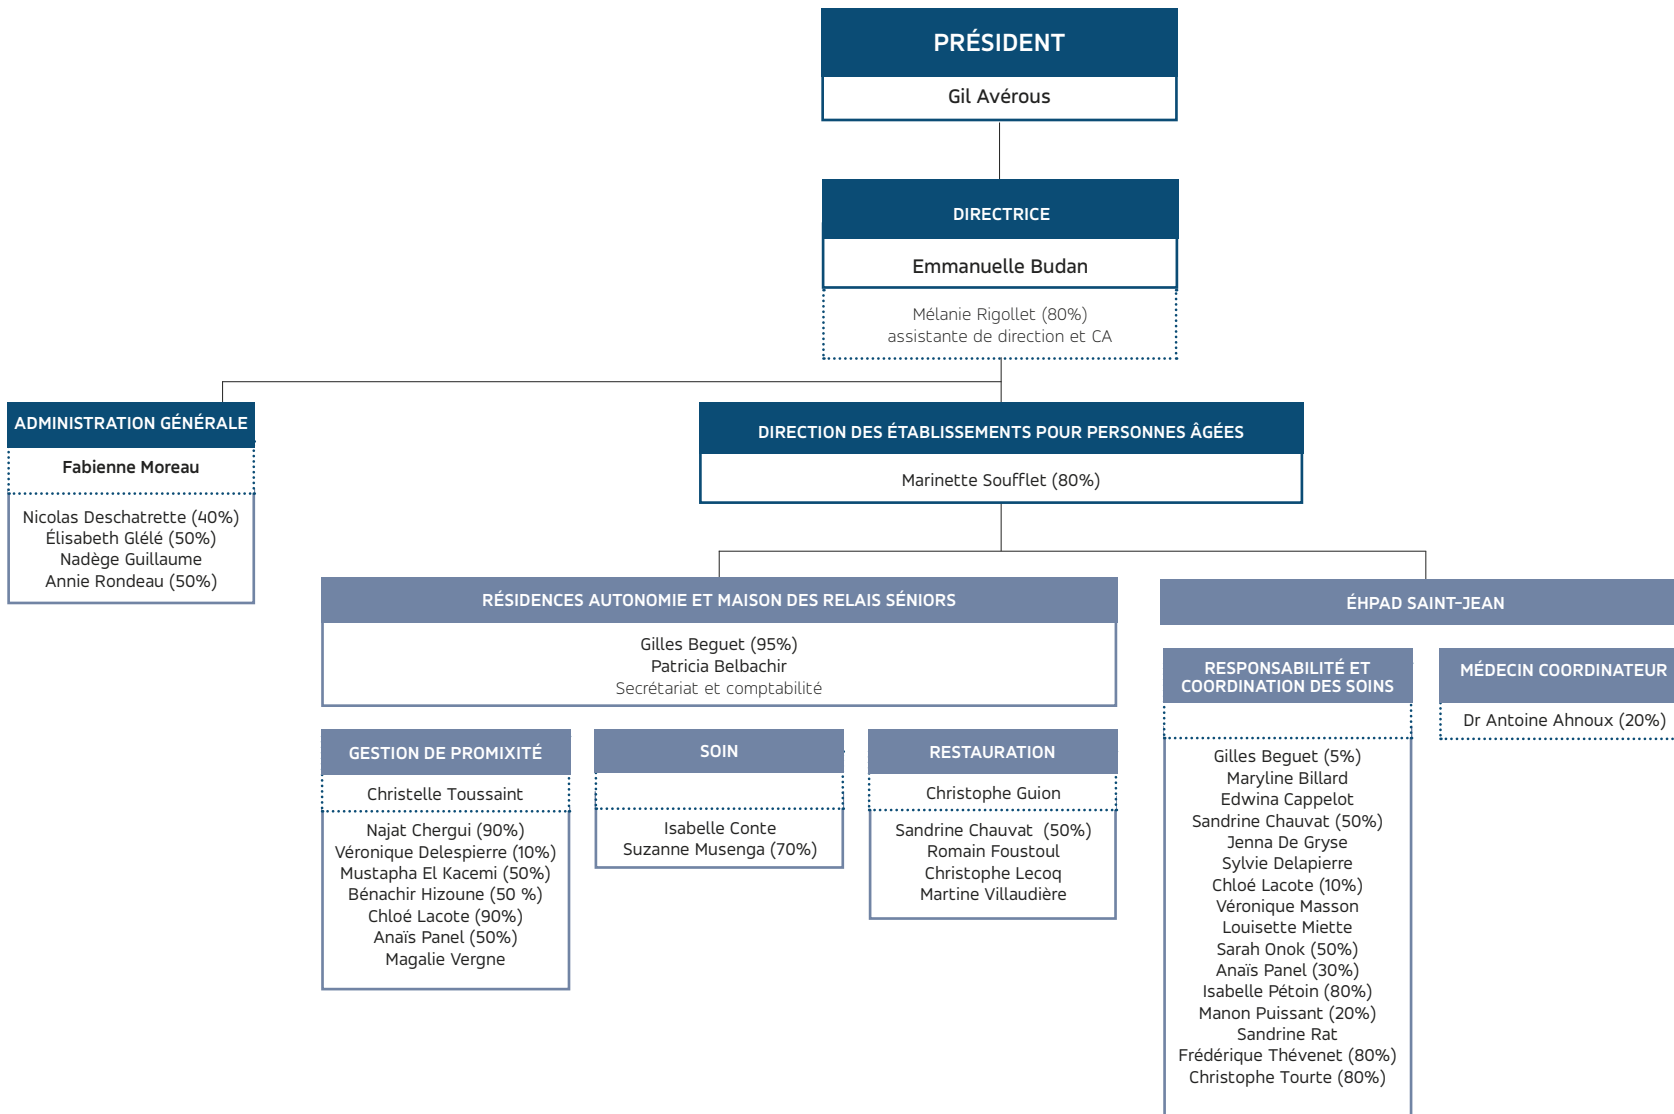 PRÉSIDENT
Gil Avérous
DIRECTRICE
Emmanuelle Budan
Mélanie Rigollet (80%)
assistante de direction et CA
ADMINISTRATION GÉNÉRALE
Fabienne Moreau
Nicolas Deschatrette (40%)
Élisabeth Glélé (50%)
Nadège Guillaume
Annie Rondeau (50%)
DIRECTION DES ÉTABLISSEMENTS POUR PERSONNES ÂGÉES
Marinette Soufflet (80%)
RÉSIDENCES AUTONOMIE ET MAISON DES RELAIS SÉNIORS
Gilles Beguet (95%)
Patricia Belbachir
Secrétariat et comptabilité
GESTION DE PROMIXITÉ
Christelle Toussaint
Najat Chergui (90%)
Véronique Delespierre (10%)
Mustapha El Kacemi (50%)
Bénachir Hizoune (50 %)
Chloé Lacote (90%)
Anaïs Panel (50%)
Magalie Vergne
SOIN
Isabelle Conte
Suzanne Musenga (70%)
RESTAURATION
Christophe Guion
Sandrine Chauvat (50%)
Romain Foustoul
Christophe Lecoq
Martine Villaudière
ÉHPAD SAINT-JEAN
RESPONSABILITÉ ET
COORDINATION DES SOINS
Gilles Beguet (5%)
Maryline Billard
Edwina Cappelot
Sandrine Chauvat (50%)
Jenna De Gryse
Sylvie Delapierre
Chloé Lacote (10%)
Véronique Masson
Louisette Miette
Sarah Onok (50%)
Anaïs Panel (30%)
Isabelle Pétoin (80%)
Manon Puissant (20%)
Sandrine Rat
Frédérique Thévenet (80%)
Christophe Tourte (80%)
MÉDECIN COORDINATEUR
Dr Antoine Ahnoux (20%)